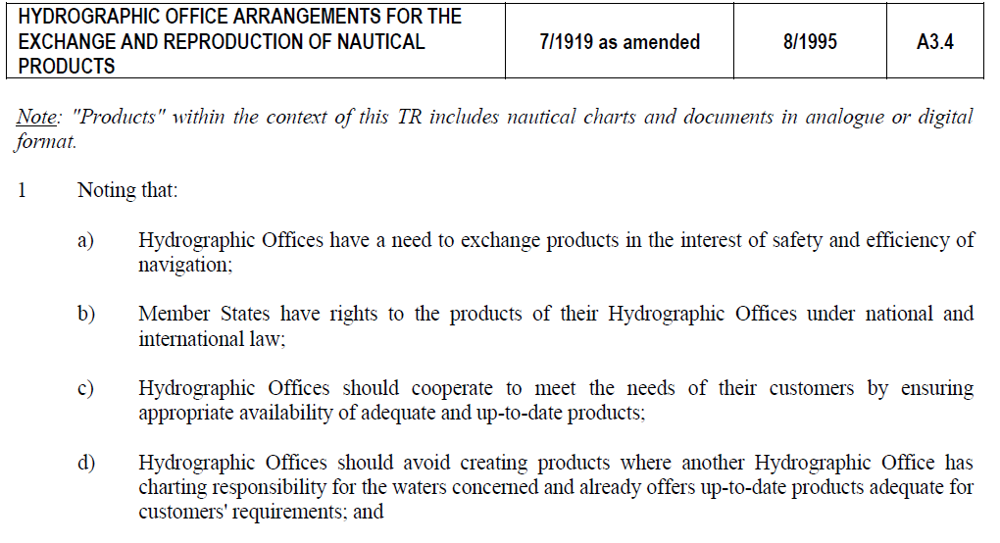 HYDROGRAPHIC OFFICE ARRANGEMENTS FOR THE
EXCHANGE AND REPRODUCTION OF NAUTICAL
PRODUCTS
7/1919 as amended
8/1995
A3.4
Note: "Products" within the context of this TR includes nautical charts and documents in analogue or digital
format.
1 Noting that:
a) Hydrographic Offices have a need to exchange products in the interest of safety and efficiency of
navigation;
b) Member States have rights to the products of their Hydrographic Offices under national and
international law;
c) Hydrographic Offices should cooperate to meet the needs of their customers by ensuring
appropriate availability of adequate and up-to-date products;
d) Hydrographic Offices should avoid creating products where another Hydrographic Office has
charting responsibility for the waters concerned and already offers up-to-date products adequate for
customers' requirements; and